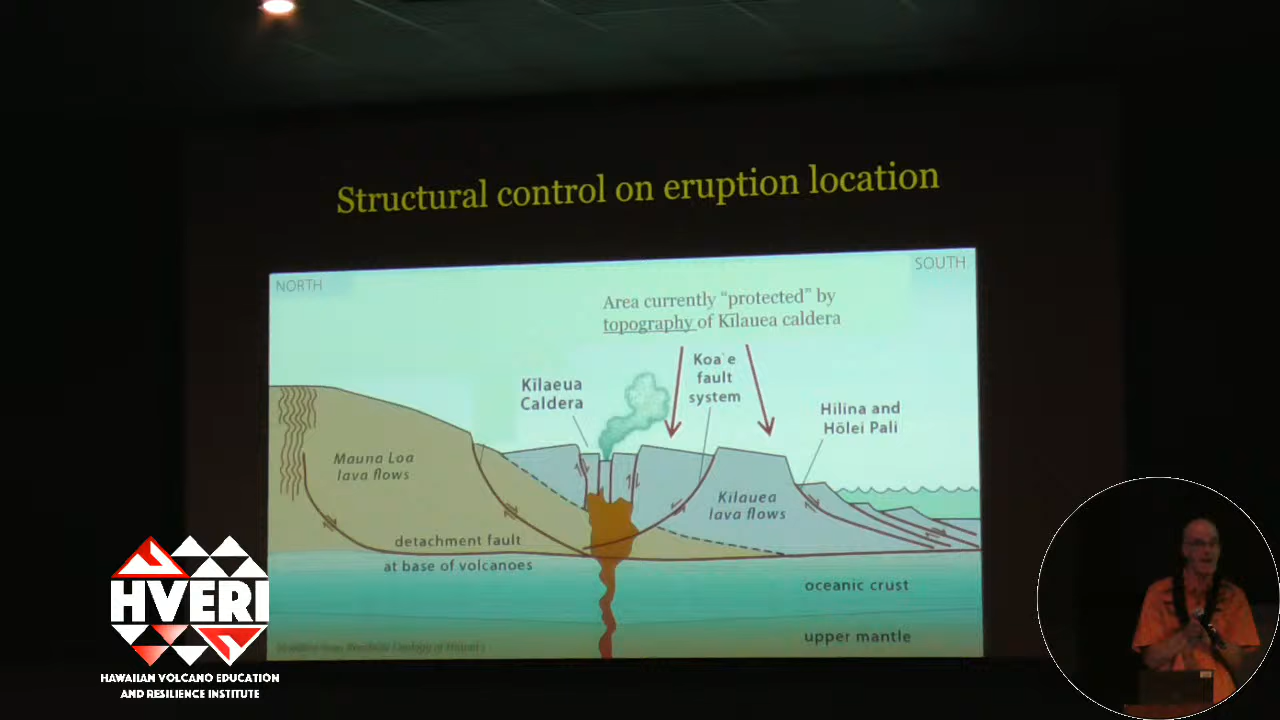 Structural control on eruption location
NORTH
SOUTH
Area currently “protected” by
topography of Kīlauea caldera
Koaʻe
fault
system
Kīlaeua
Caldera
Hilina and
Hōlei Pali
Mauna Loa
lava flows
Kīlauea
lava flows
detachment fault
at base of volcanoes
oceanic crust
upper mantle
HVERI
HAWAIIAN VOLCANO EDUCATION
AND RESILIENCE INSTITUTE